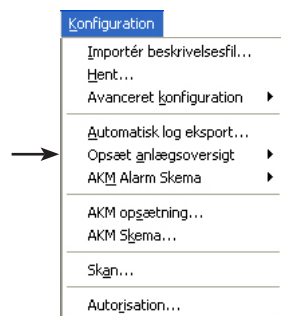 Konfiguration
Importér beskrivelsesfil...
Hent...
Avanceret konfiguration
Automatisk log eksport...
Opsæt anlægsoversigt
AKM Alarm Skema
AKM opsætning...
AKM Skema...
Skan...
Autorisation...